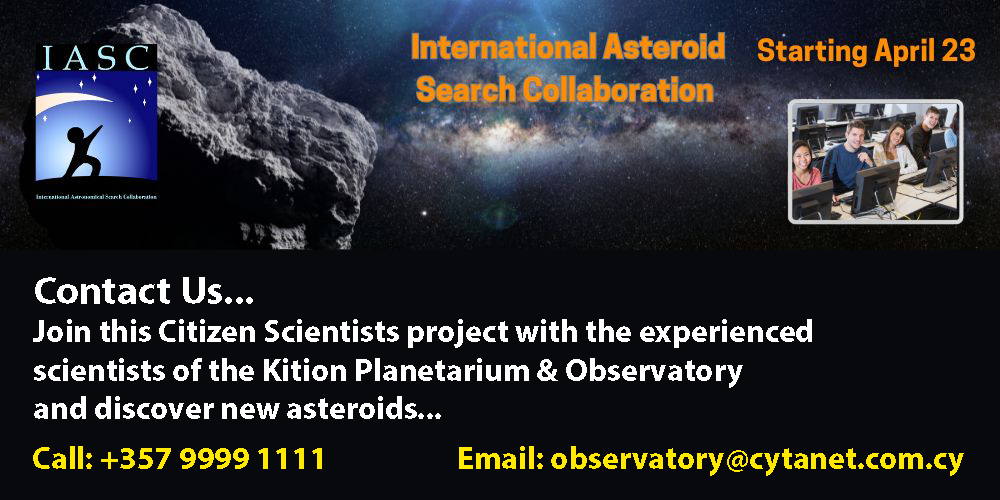 IASC
International Astronomical Search Collaboration
International Asteroid
Search Collaboration
Starting April 23
Contact Us...
Join this Citizen Scientists project with the experienced
scientists of the Kition Planetarium & Observatory
and discover new asteroids...
Call: +357 9999 1111
Email: observatory@cytanet.com.cy